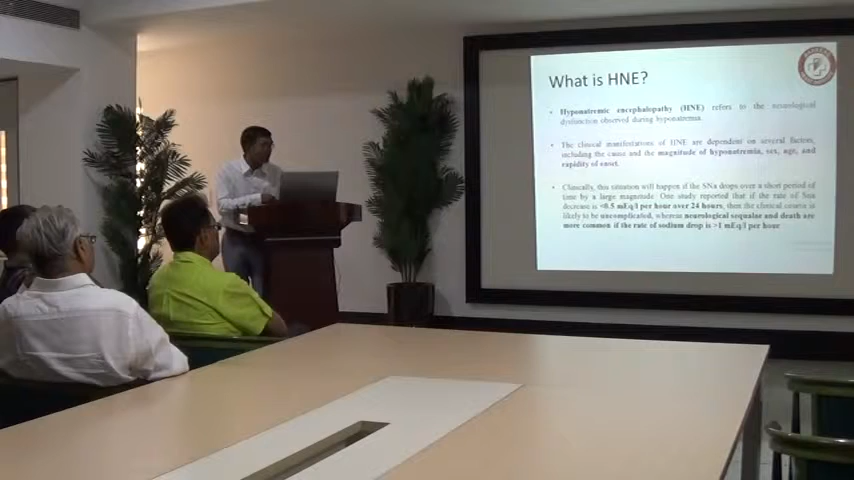 What is HNE?
• Hyponatremic encephalopathy (HNE) refers to the neurological
dysfunction observed during hyponatremia.
• The clinical manifestations of HNE are dependent on several factors,
including the cause and the magnitude of hyponatremia, sex, age, and
rapidity of onset.
• Clinically, this situation will happen if the SNa drops over a short period of
time by a large magnitude. One study reported that if the rate of Sna
decrease is <0.5 mEq/l per hour over 24 hours, then the clinical course is
likely to be uncomplicated, wherein neurological sequalae and death are
more common if the rate of sodium drop is >1 mEq/l per hour